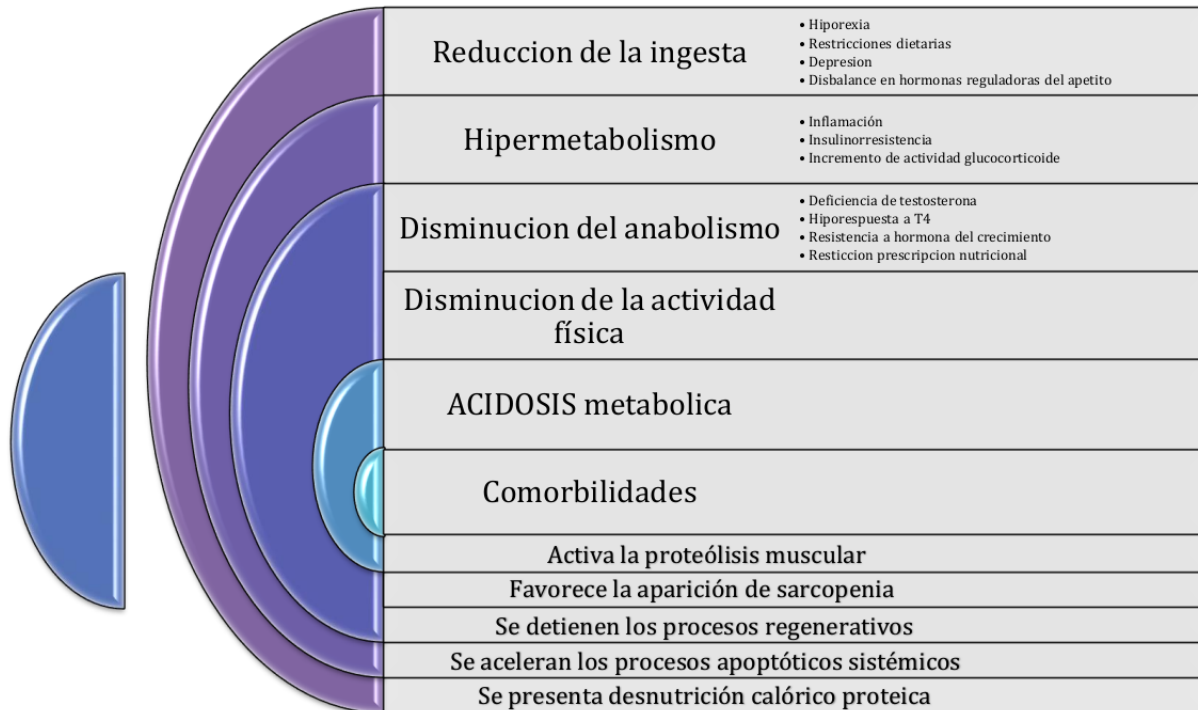 Reduccion de la ingesta
• Hiporexia
• Restricciones dietarias
• Depresion
• Disbalance en hormonas reguladoras del apetito
Hipermetabolismo
• Inflamación
• Insulinorresistencia
• Incremento de actividad glucocorticoide
Disminucion del anabolismo
• Deficiencia de testosterona
• Hiporespuesta a T4
• Resistencia a hormona del crecimiento
• Resticcion prescripcion nutricional
Disminucion de la actividad
física
ACIDOSIS metabolica
Comorbilidades
Activa la proteólisis muscular
Favorece la aparición de sarcopenia
Se detienen los procesos regenerativos
Se aceleran los procesos apoptóticos sistémicos
Se presenta desnutrición calórico proteica